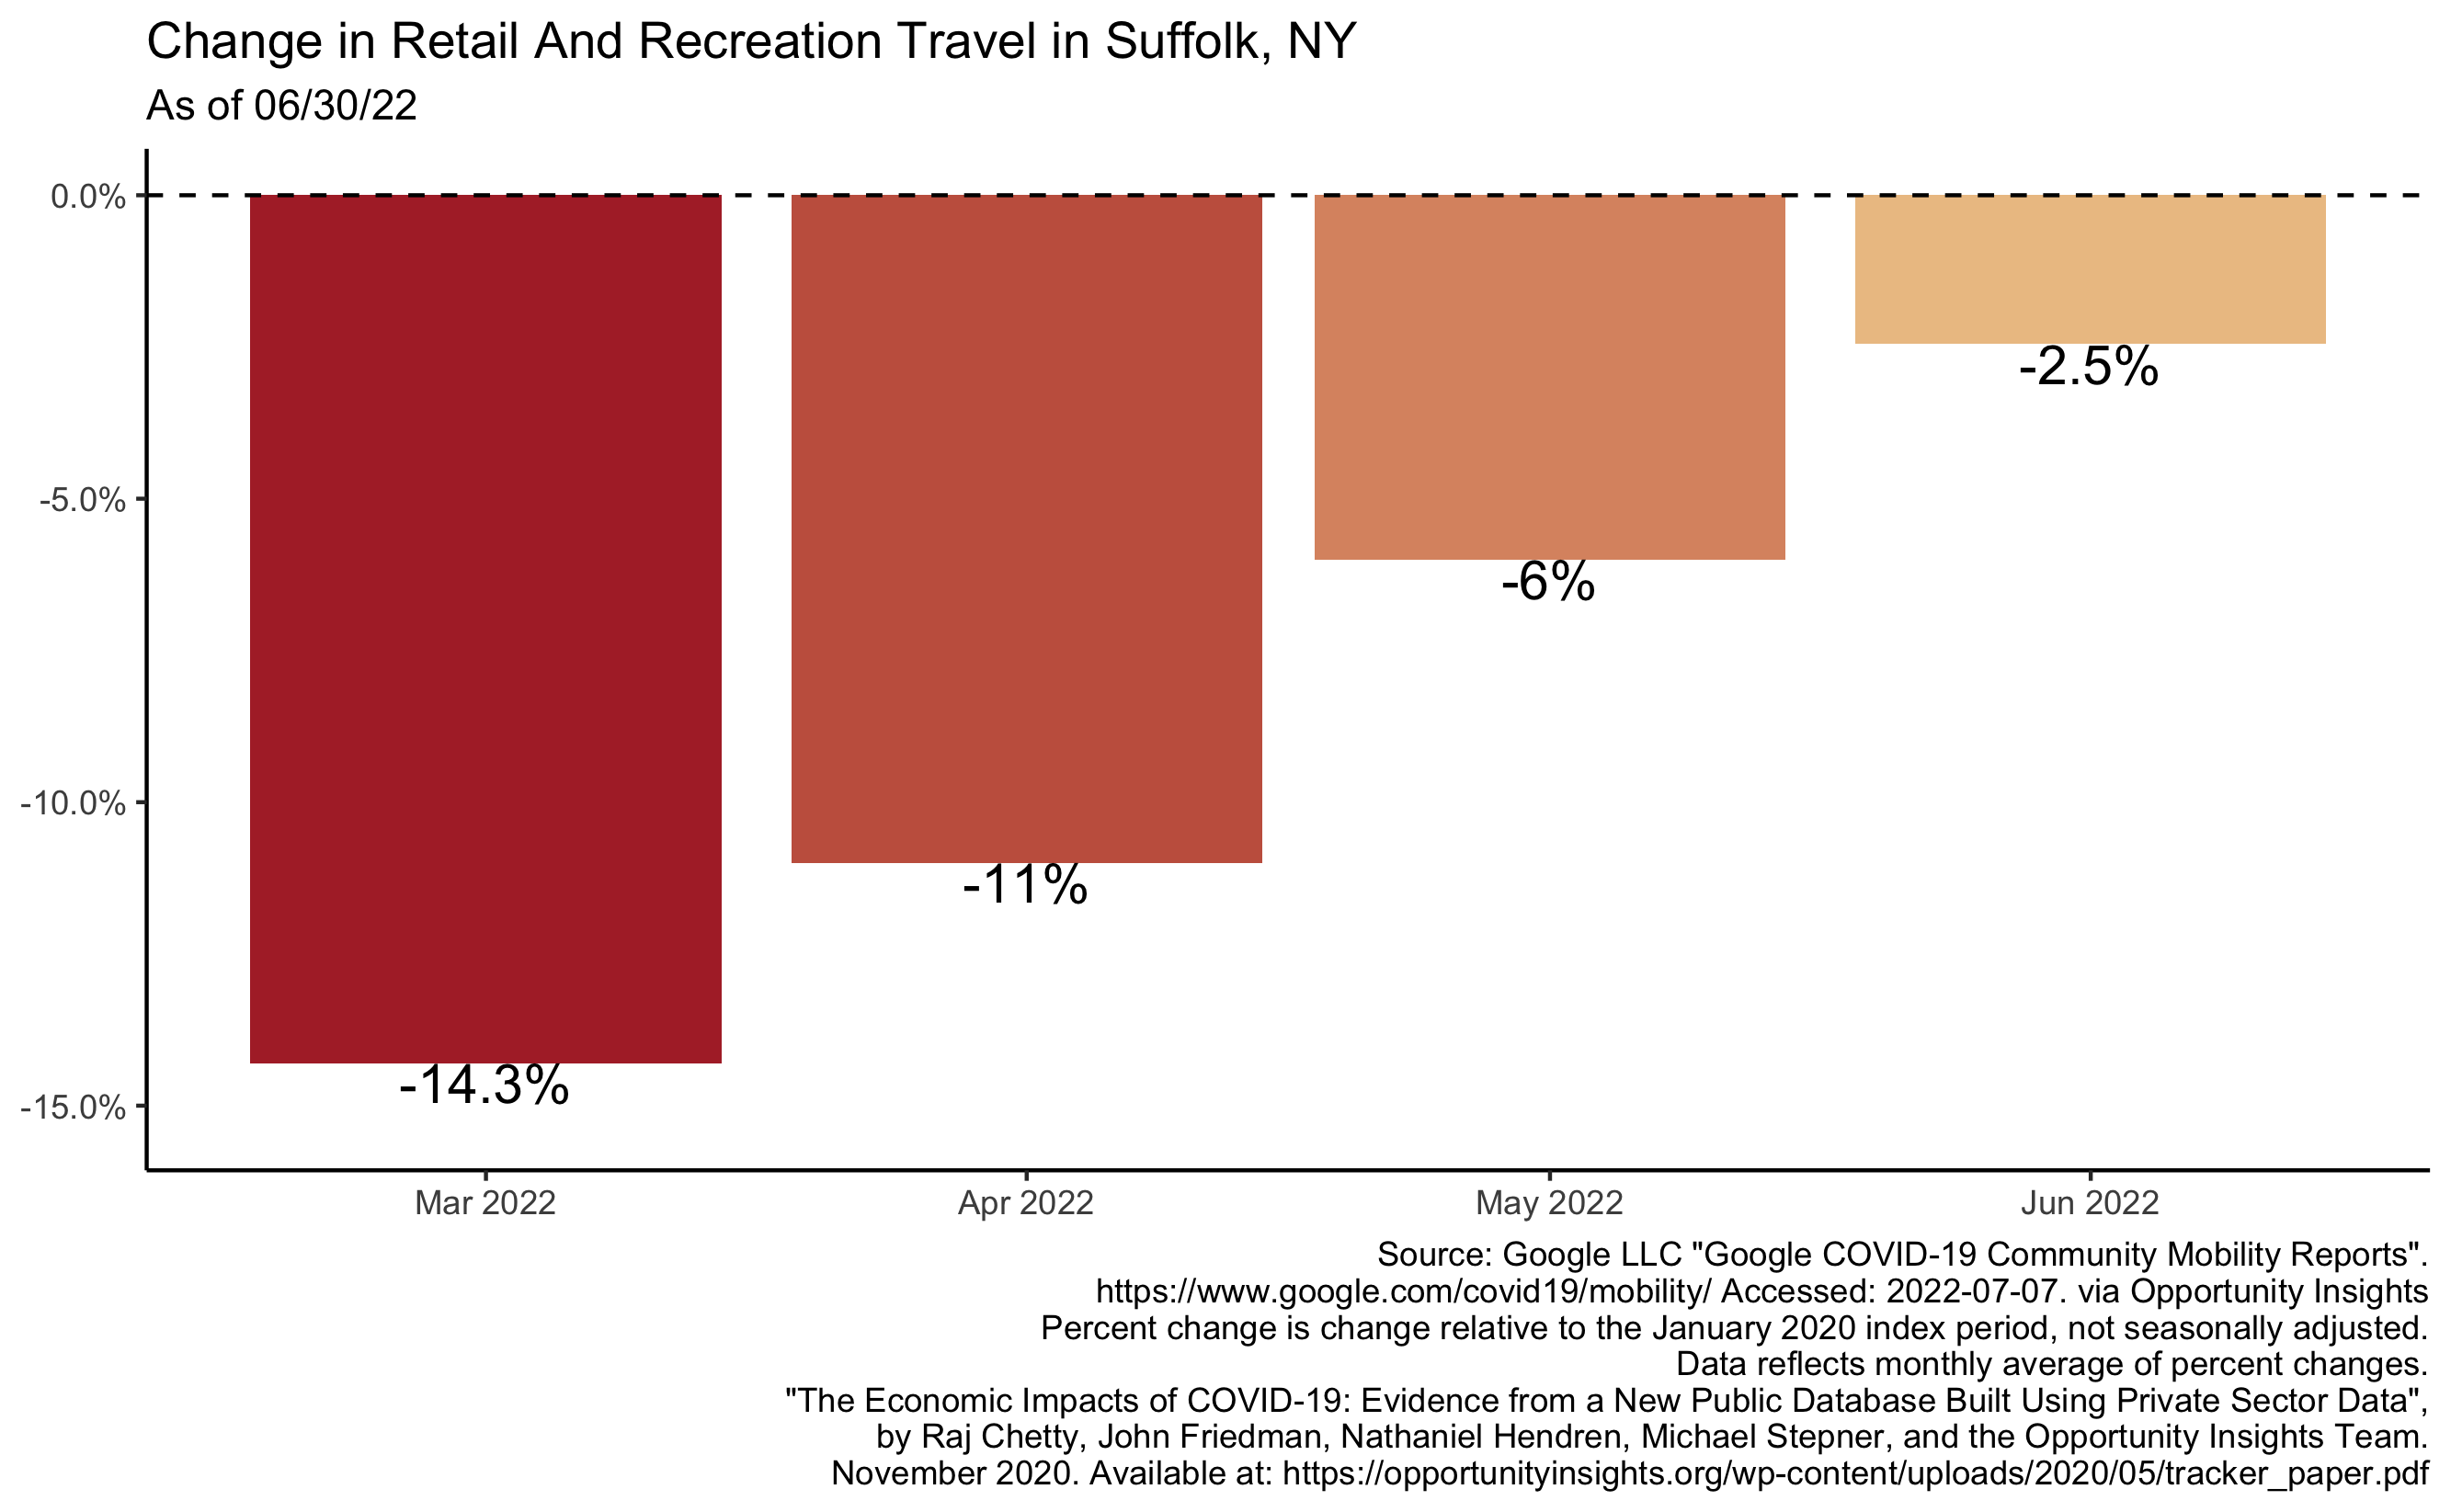 Change in Retail And Recreation Travel in Suffolk, NY
As of 06/30/22
0.0%
-5.0%
-10.0%
-15.0%
-14.3%
-11%
-6%
-2.5%
Mar 2022
Apr 2022
May 2022
Jun 2022
Source: Google LLC "Google COVID-19 Community Mobility Reports".
https://www.google.com/covid19/mobility/ Accessed: 2022-07-07. via Opportunity Insights
Percent change is change relative to the January 2020 index period, not seasonally adjusted.
Data reflects monthly average of percent changes.
"The Economic Impacts of COVID-19: Evidence from a New Public Database Built Using Private Sector Data",
by Raj Chetty, John Friedman, Nathaniel Hendren, Michael Stepner, and the Opportunity Insights Team.
November 2020. Available at: https://opportunityinsights.org/wp-content/uploads/2020/05/tracker_paper.pdf